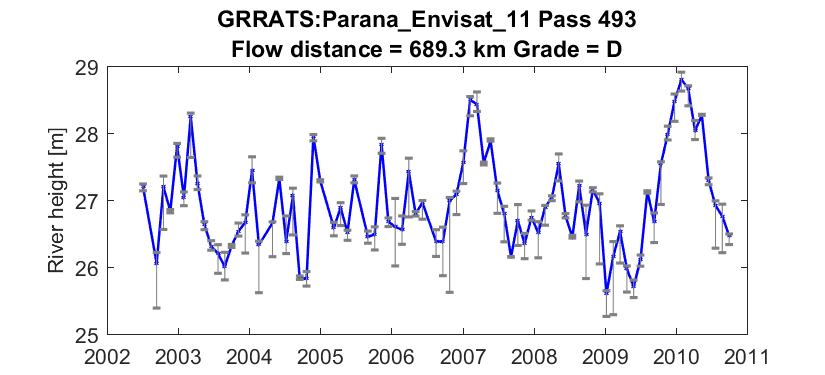 GRRATS:Parana_Envisat_11 Pass 493
Flow distance = 689.3 km Grade = D
River height [m]
29
28
27
26
25
2002 2003 2004 2005 2006 2007 2008 2009 2010 2011